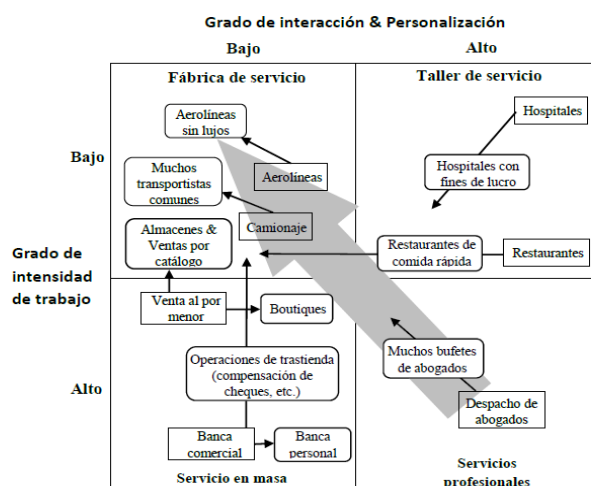 Grado de interacción & Personalización
Bajo
Alto
Fábrica de servicio
Taller de servicio
Aerolíneas
sin lujos
Hospitales
Bajo
Muchos
transportistas
comunes
Aerolíneas
Hospitales con
fines de lucro
Camionaje
Almacenes &
Ventas por
catálogo
Restaurantes de
comida rápida
Restaurantes
Grado de
intensidad
de trabajo
Venta al por
menor
Boutiques
Muchos bufetes
de abogados
Operaciones de trastienda
(compensación de
cheques, etc.)
Alto
Despacho de
abogados
Banca
comercial
Banca
personal
Servicio en masa
Servicios
profesionales